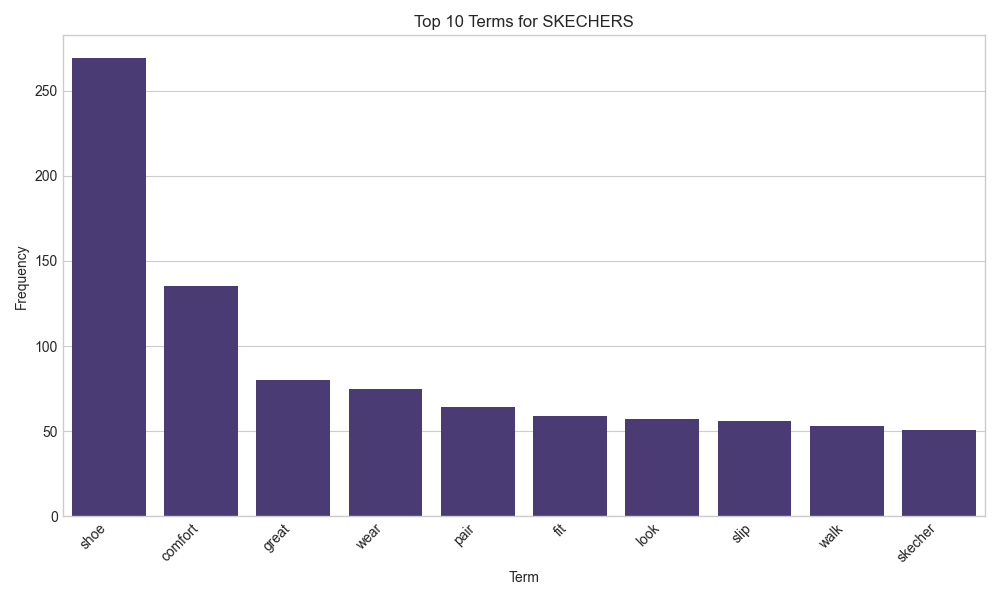 Top 10 Terms for SKECHERS
Frequency
250
200
150
100
50
0
shoe
comfort
great
wear
pair
fit
look
slip
walk
skecher
Term